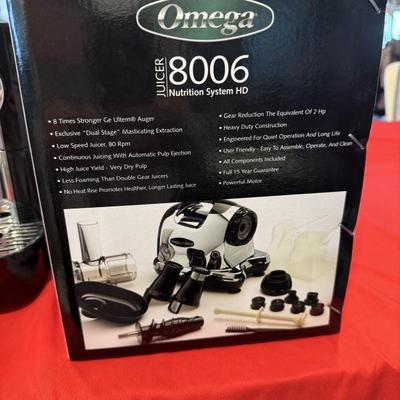 Omega
JUICER
8006
Nutrition System HD
• 8 Times Stronger Ge Ultem® Auger
• Exclusive "Dual Stage" Masticating Extraction
• Low Speed Juicer, 80 Rpm
• Continuous Juicing With Automatic Pulp Ejection
• High Juice Yield - Very Dry Pulp
• Less Foaming Than Double Gear Juicers
• No Heat Rise Promotes Healthier, Longer Lasting Juice
• Gear Reduction The Equivalent Of 2 Hp
• Heavy Duty Construction
• Engineered For Quiet Operation And Long Life
• User Friendly - Easy To Assemble, Operate, And Clean
• All Components Included
• Full 15 Year Guarantee
• Powerful Motor